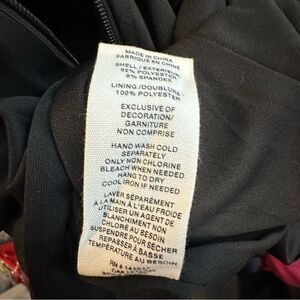 MADE IN CHINA
FABRIQUÉ EN CHINE
SHELL / EXTÉRIEUR
92% POLYESTER
8% SPANDEX
LINING/DOUBLURE
100% POLYESTER
EXCLUSIVE OF
DECORATION/
GARNITURE
NON COMPRISE
HAND WASH COLD
SEPARATELY
ONLY NON CHLORINE
BLEACH WHEN NEEDED
HANG TO DRY
COOL IRON IF NEEDED
LAVER SÉPARÉMENT
À LA MAIN À L'EAU FROIDE
UTILISER UN AGENT DE
BLANCHIMENT NON
CHLORÉ AU BESOIN
SUSPENDRE POUR SÉCHER
REPASSER À BASSE
TEMPÉRATURE AU BESOIN
RN #